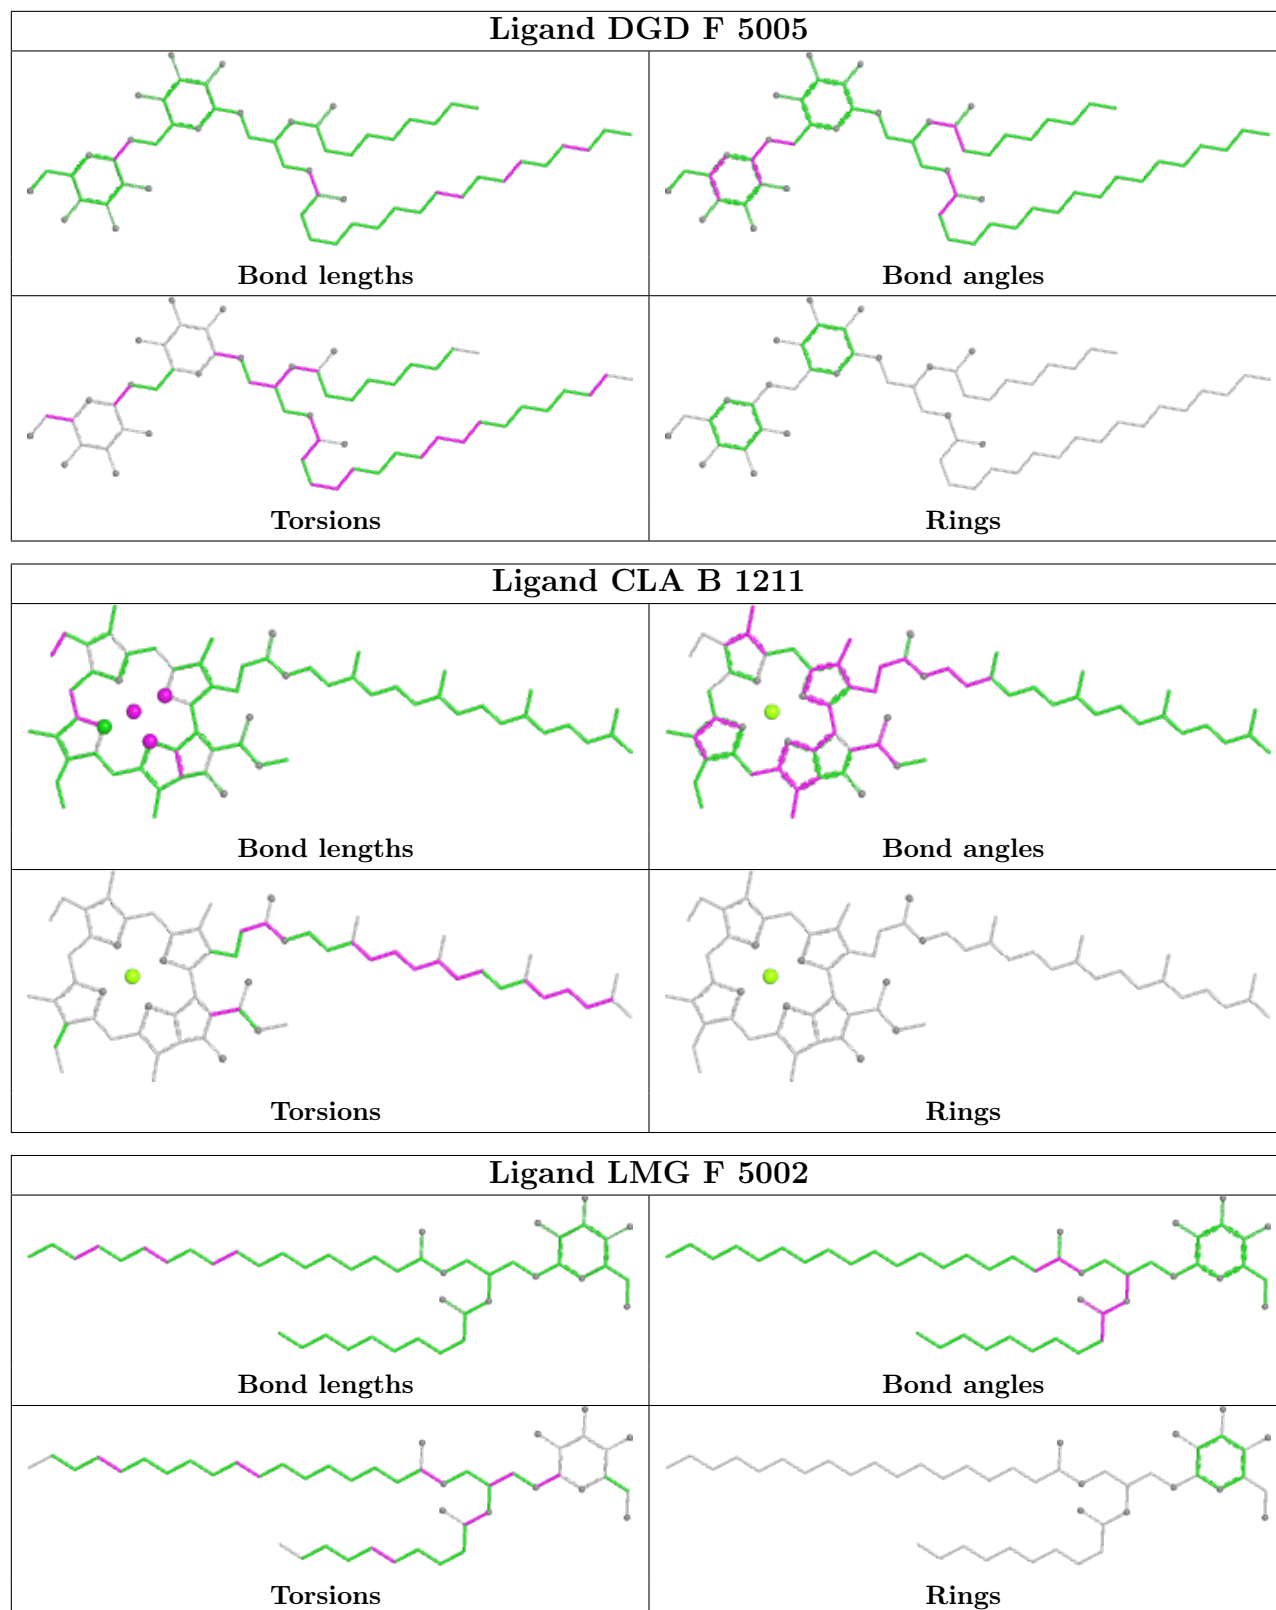 Ligand DGD F 5005
Bond lengths
Bond angles
Torsions
Rings
Ligand CLA B 1211
Bond lengths
Bond angles
Torsions
Rings
Ligand LMG F 5002
Bond lengths
Bond angles
Torsions
Rings